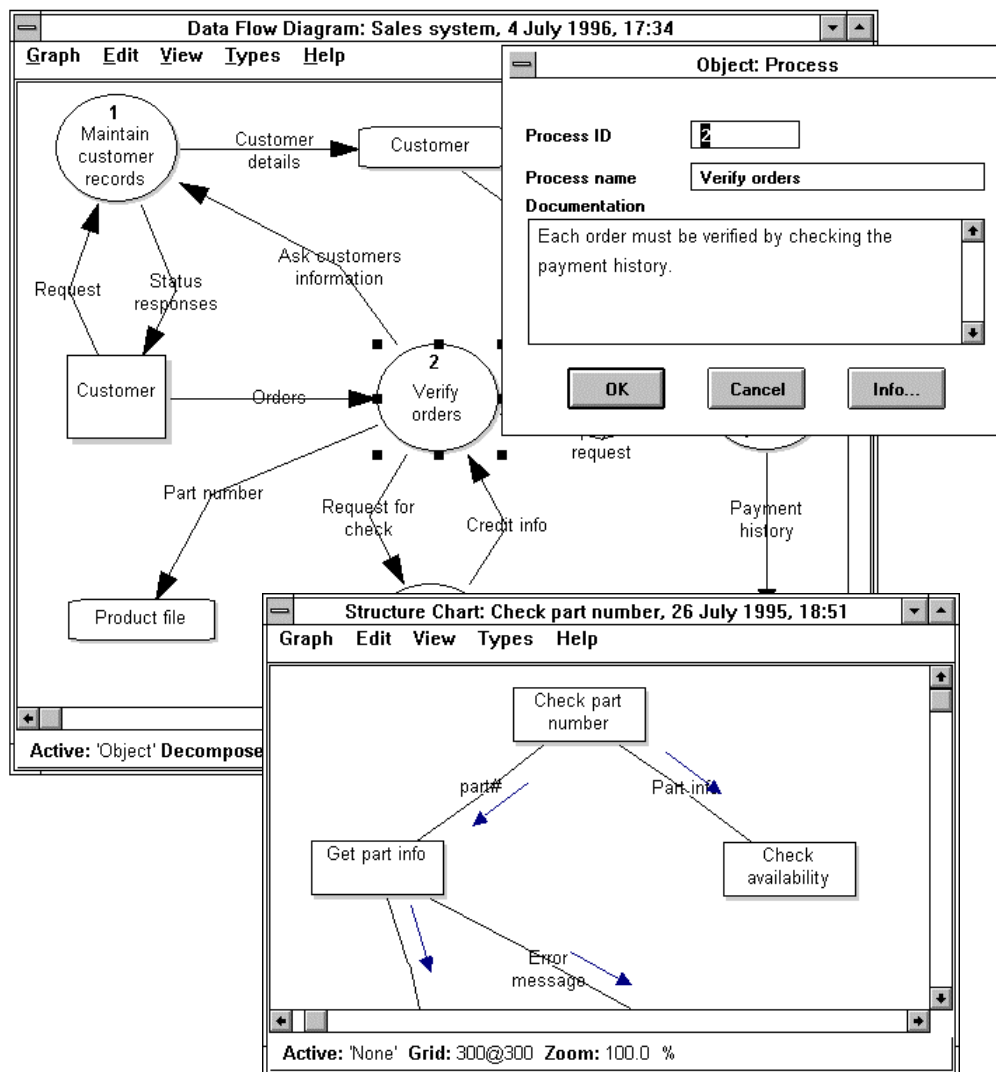 Data Flow Diagram: Sales system, 4 July 1996, 17:34
Graph Edit View Types Help
1
Maintain
customer
records
Customer
details
Customer
Ask customers
information
Request
Status
responses
Customer
Orders
2
Verify
orders
request
Part number
Request for
check
Credit info
Payment
history
Product file
Active: 'Object' Decompose
Object: Process
Process ID
2
Process name
Verify orders
Documentation
Each order must be verified by checking the
payment history.
OK Cancel Info...
Structure Chart: Check part number, 26 July 1995, 18:51
Graph Edit View Types Help
Check part
number
part#
Part info
Get part info
Check
availability
Error
message
Active: 'None' Grid: 300@300 Zoom: 100.0 %